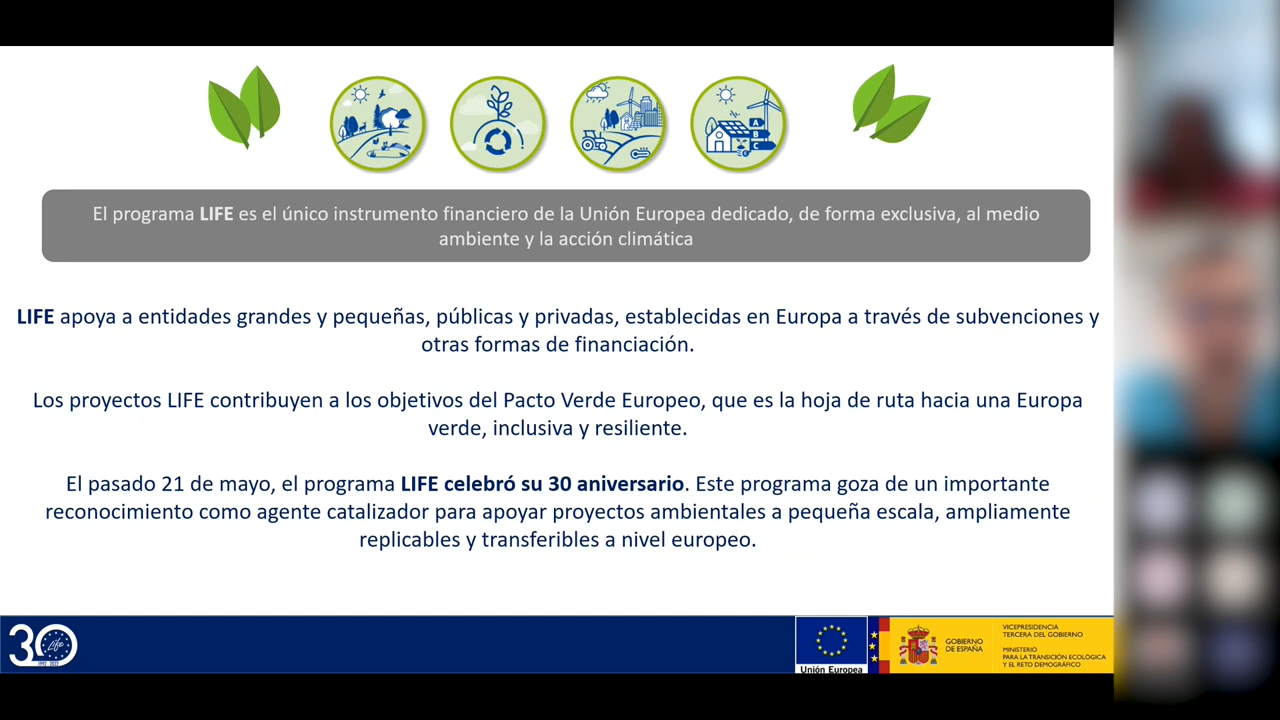 A
B
C
El programa LIFE es el único instrumento financiero de la Unión Europea dedicado, de forma exclusiva, al medio
ambiente y la acción climática
LIFE apoya a entidades grandes y pequeñas, públicas y privadas, establecidas en Europa a través de subvenciones y
otras formas de financiación.
Los proyectos LIFE contribuyen a los objetivos del Pacto Verde Europeo, que es la hoja de ruta hacia una Europa
verde, inclusiva y resiliente.
El pasado 21 de mayo, el programa LIFE celebró su 30 aniversario. Este programa goza de un importante
reconocimiento como agente catalizador para apoyar proyectos ambientales a pequeña escala, ampliamente
replicables y transferibles a nivel europeo.
30
Life
1992 - 2022
Unión Europea
GOBIERNO
DE ESPAÑA
VICEPRESIDENCIA
TERCERA DEL GOBIERNO
MINISTERIO
PARA LA TRANSICIÓN ECOLÓGICA
Y EL RETO DEMOGRÁFICO